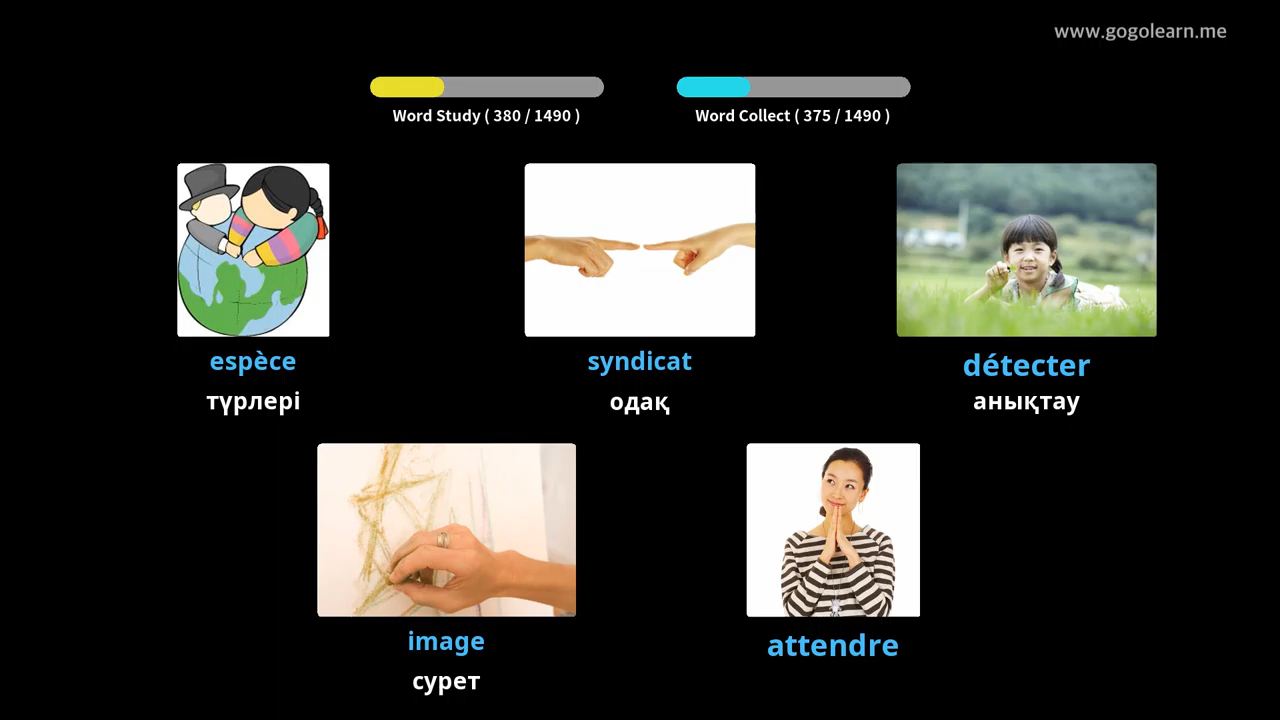 www.gogolearn.me
Word Study ( 380 / 1490 )
Word Collect ( 375 / 1490 )
espèce
түрлері
syndicat
одақ
détecter
анықтау
image
сурет
attendre